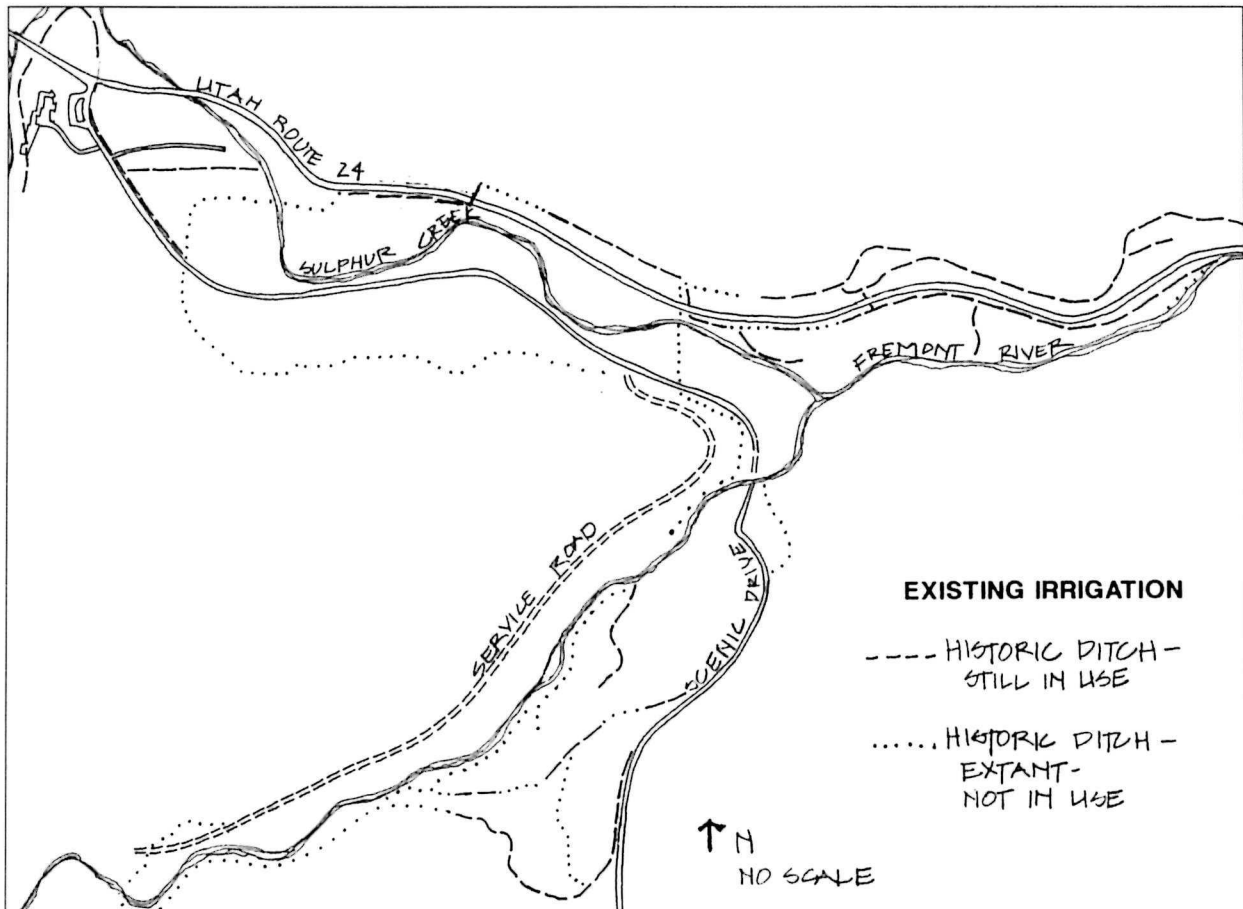 UTAH ROUTE 24
SULPHUR CREEK
FREMONT RIVER
SERVICE ROAD
SCENIC DRIVE
EXISTING IRRIGATION
HISTORIC DITCH -
STILL IN USE
HISTORIC DITCH -
EXTANT -
NOT IN USE
N
NO SCALE